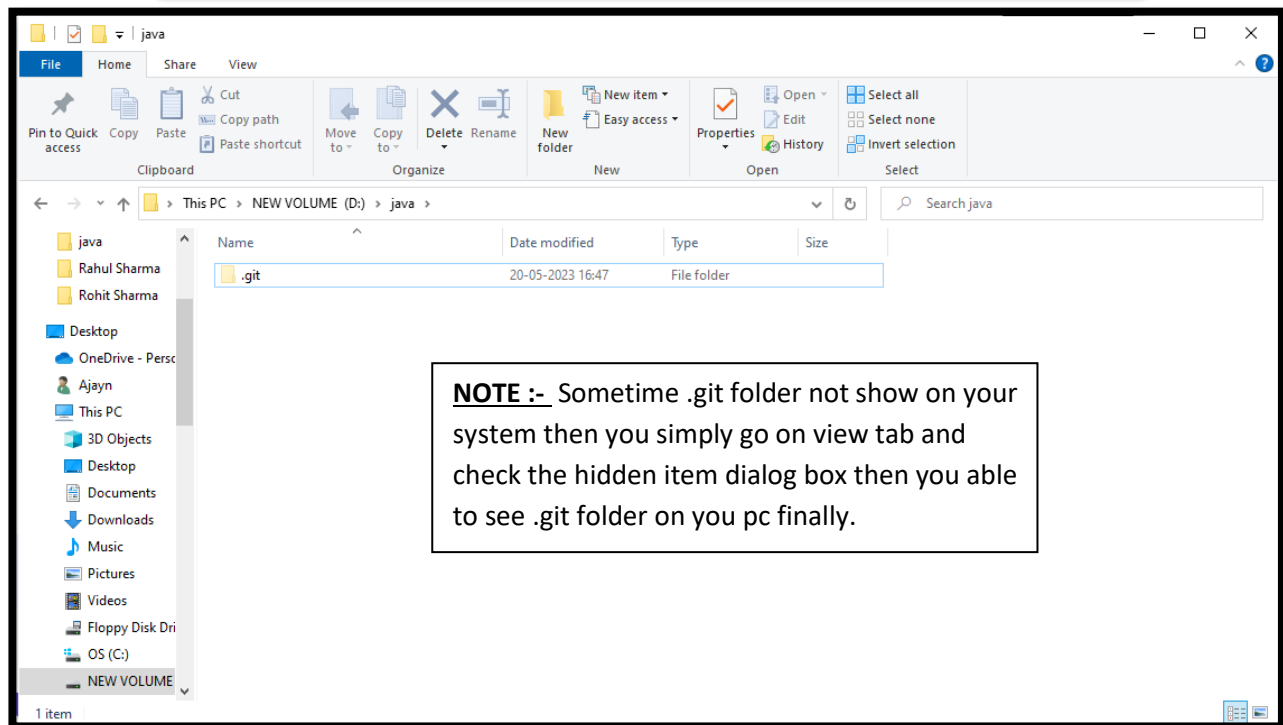 java
File Home Share View
Pin to Quick access
Copy
Paste
Cut
Copy path
Paste shortcut
Clipboard
Move to
Copy to
Delete
Rename
Organize
New folder
New item
Easy access
New
Properties
Open
Edit
History
Open
Select all
Select none
Invert selection
Select
This PC > NEW VOLUME (D:) > java >
Search java
Name Date modified Type Size
.git 20-05-2023 16:47 File folder
java
Rahul Sharma
Rohit Sharma
Desktop
OneDrive - Persc
Ajayn
This PC
3D Objects
Desktop
Documents
Downloads
Music
Pictures
Videos
Floppy Disk Dri
OS (C:)
NEW VOLUME
NOTE :- Sometime .git folder not show on your
system then you simply go on view tab and
check the hidden item dialog box then you able
to see .git folder on you pc finally.
1 item